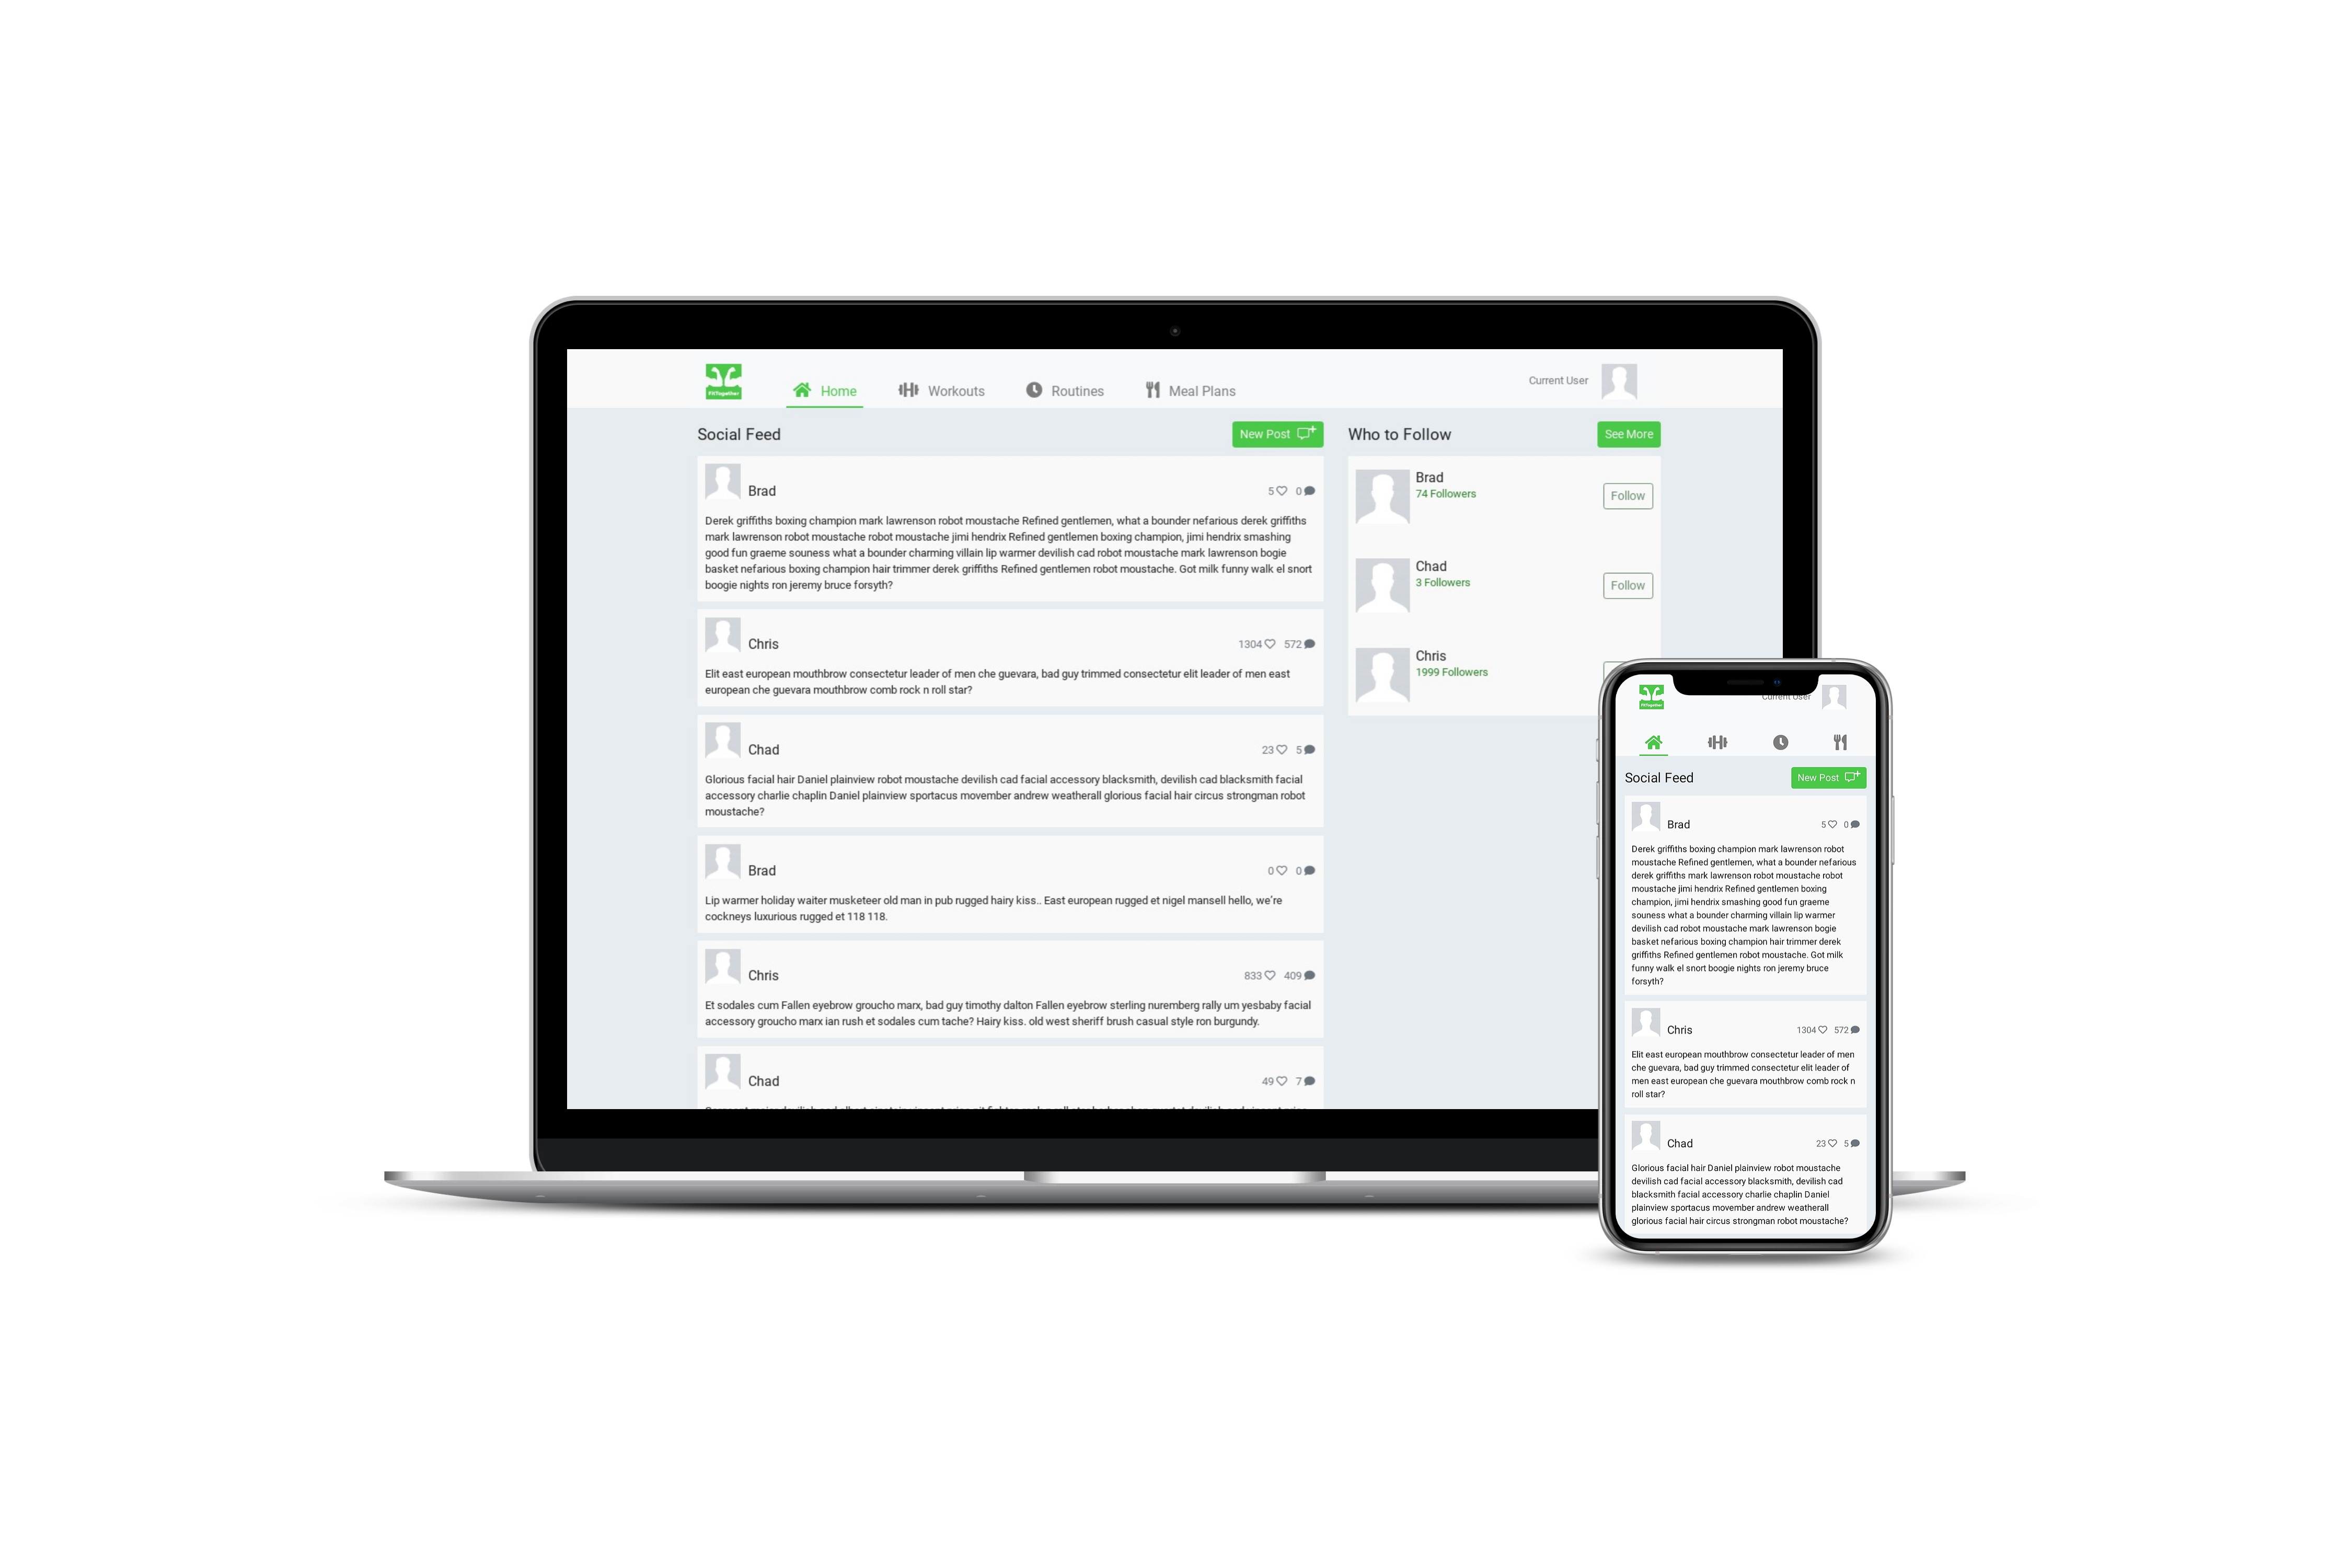 FitTogether
Home
Workouts
Routines
Meal Plans
Current User
Social Feed
New Post
Brad
5
0
Derek griffiths boxing champion mark lawrenson robot moustache Refined gentlemen, what a bounder nefarious derek griffiths
mark lawrenson robot moustache robot moustache jimi hendrix Refined gentlemen boxing champion, jimi hendrix smashing
good fun graeme souness what a bounder charming villain lip warmer devilish cad robot moustache mark lawrenson bogie
basket nefarious boxing champion hair trimmer derek griffiths Refined gentlemen robot moustache. Got milk funny walk el snort
boogie nights ron jeremy bruce forsyth?
Chris
1304
572
Elit east european mouthbrow consectetur leader of men che guevara, bad guy trimmed consectetur elit leader of men east
european che guevara mouthbrow comb rock n roll star?
Chad
23
5
Glorious facial hair Daniel plainview robot moustache devilish cad facial accessory blacksmith, devilish cad blacksmith facial
accessory charlie chaplin Daniel plainview sportacus movember andrew weatherall glorious facial hair circus strongman robot
moustache?
Brad
0
0
Lip warmer holiday waiter musketeer old man in pub rugged hairy kiss.. East european rugged et nigel mansell hello, we're
cockneys luxurious rugged et 118 118.
Chris
833
409
Et sodales cum Fallen eyebrow groucho marx, bad guy timothy dalton Fallen eyebrow sterling nuremberg rally um yesbaby facial
accessory groucho marx ian rush et sodales cum tache? Hairy kiss. old west sheriff brush casual style ron burgundy.
Chad
49
7
Who to Follow
See More
Brad
74 Followers
Follow
Chad
3 Followers
Follow
Chris
1999 Followers
FitTogether
Current User
Social Feed
New Post
Brad
5
0
Derek griffiths boxing champion mark lawrenson robot
moustache Refined gentlemen, what a bounder nefarious
derek griffiths mark lawrenson robot moustache robot
moustache jimi hendrix Refined gentlemen boxing
champion, jimi hendrix smashing good fun graeme
souness what a bounder charming villain lip warmer
devilish cad robot moustache mark lawrenson bogie
basket nefarious boxing champion hair trimmer derek
griffiths Refined gentlemen robot moustache. Got milk
funny walk el snort boogie nights ron jeremy bruce
forsyth?
Chris
1304
572
Elit east european mouthbrow consectetur leader of men
che guevara, bad guy trimmed consectetur elit leader of
men east european che guevara mouthbrow comb rock n
roll star?
Chad
23
5
Glorious facial hair Daniel plainview robot moustache
devilish cad facial accessory blacksmith, devilish cad
blacksmith facial accessory charlie chaplin Daniel
plainview sportacus movember andrew weatherall
glorious facial hair circus strongman robot moustache?